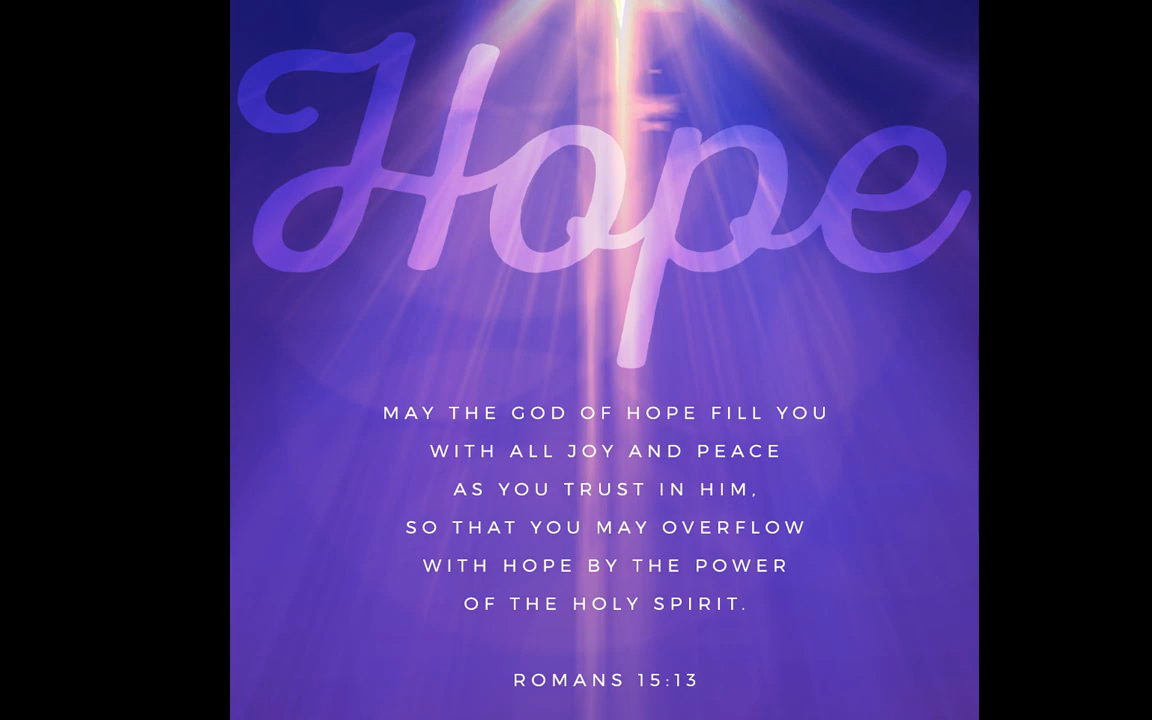 Hope
MAY THE GOD OF HOPE FILL YOU
WITH ALL JOY AND PEACE
AS YOU TRUST IN HIM,
SO THAT YOU MAY OVERFLOW
WITH HOPE BY THE POWER
OF THE HOLY SPIRIT.
ROMANS 15:13